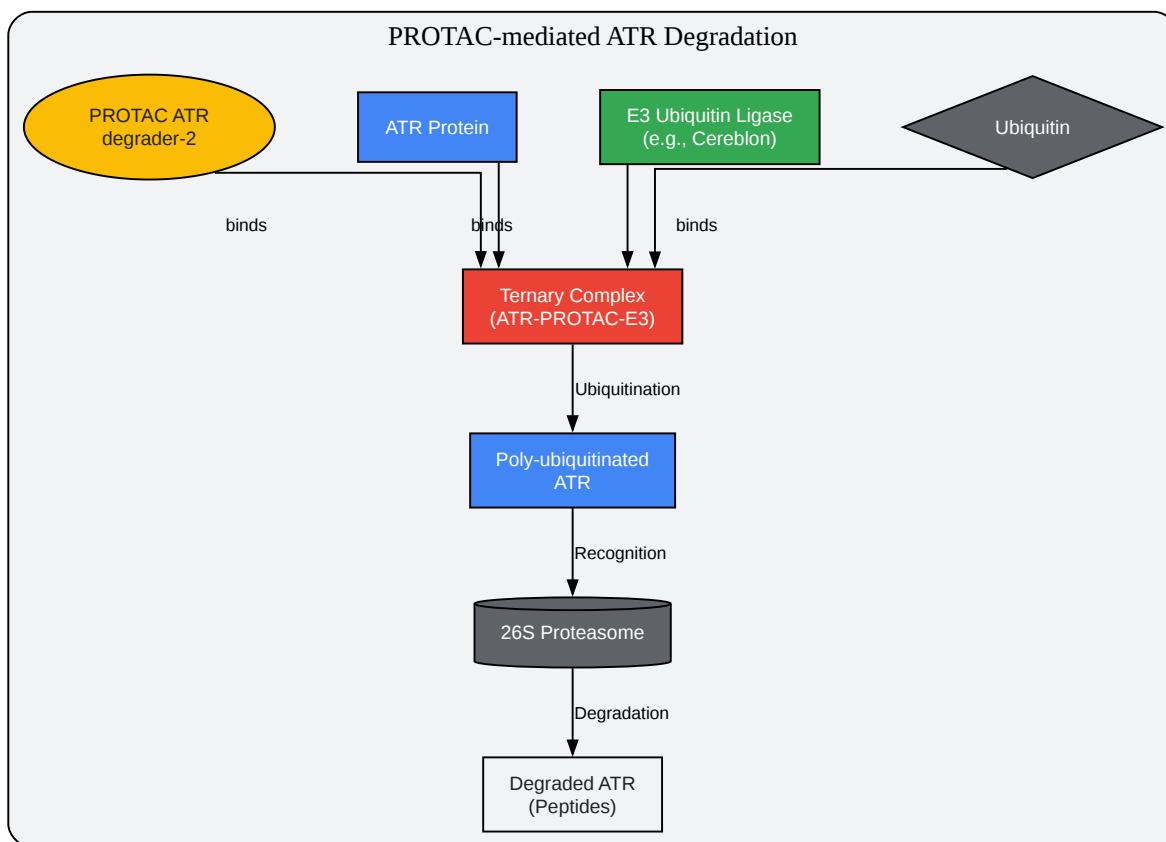 PROTAC-mediated ATR Degradation
PROTAC ATR
degrader-2
ATR Protein
E3 Ubiquitin Ligase
(e.g., Cereblon)
Ubiquitin
binds
binds
binds
Ternary Complex
(ATR-PROTAC-E3)
Ubiquitination
Poly-ubiquitinated
ATR
Recognition
26S Proteasome
Degradation
Degraded ATR
(Peptides)